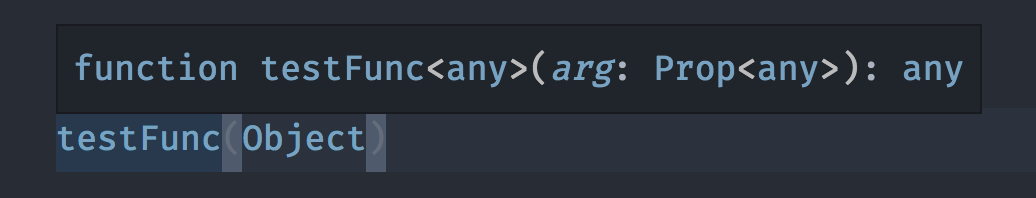 function testFunc<any>(arg: Prop<any>): any
testFunc(Object)